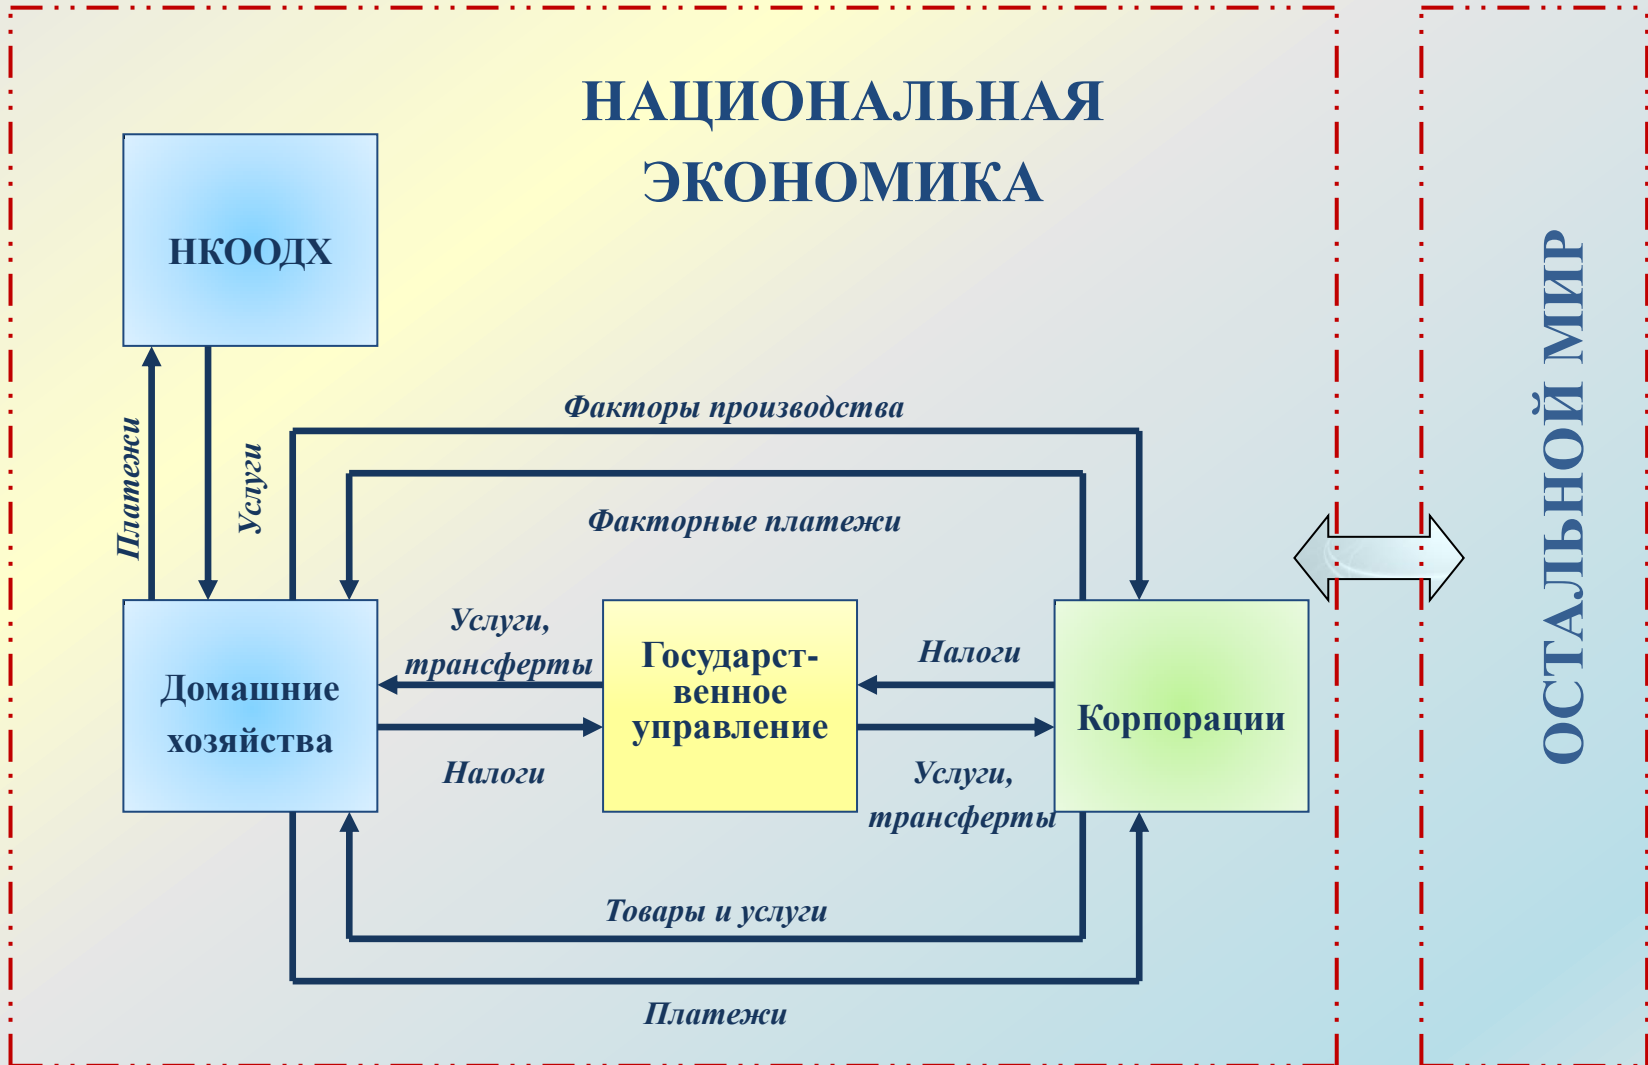 НАЦИОНАЛЬНАЯ
ЭКОНОМИКА
НКООДХ
Платежи
Услуги
Факторы производства
Факторные платежи
Услуги,
трансферты
Налоги
Домашние
хозяйства
Государст-
венное
управление
Корпорации
Налоги
Услуги,
трансферты
Товары и услуги
Платежи
ОСТАЛЬНОЙ МИР